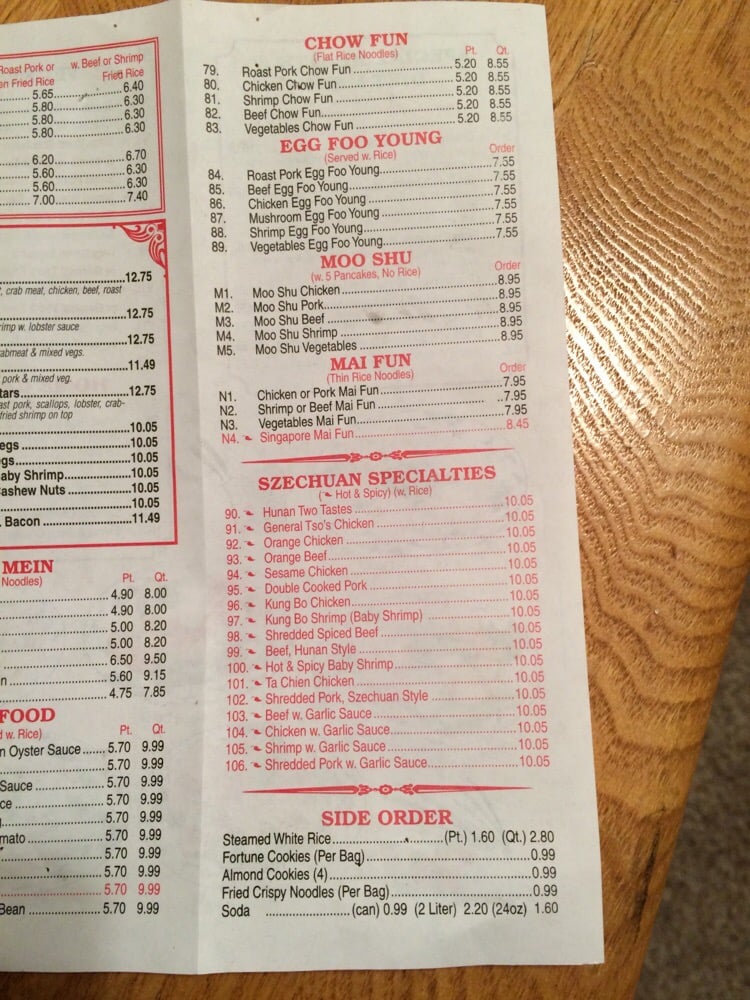 Roast Pork or w. Beef or Shrimp
en Fried Rice Fried Rice
5.65 6.40
5.80 6.30
5.80 6.30
5.80 6.30
6.20 6.70
5.60 6.30
5.60 6.30
7.00 7.40
12.75
crab meat, chicken, beef, roast
12.75
rimp w. lobster sauce
12.75
abmeat & mixed vegs.
11.49
pork & mixed veg.
tars 12.75
ast pork, scallops, lobster, crab-
fried shrimp on top
10.05
egs 10.05
gs 10.05
aby Shrimp 10.05
ashew Nuts 10.05
10.05
. Bacon 11.49
MEIN
Noodles) Pt. Qt.
4.90 8.00
4.90 8.00
5.00 8.20
5.00 8.20
6.50 9.50
n 5.60 9.15
4.75 7.85
FOOD
d w. Rice) Pt. Qt.
n Oyster Sauce 5.70 9.99
5.70 9.99
Sauce 5.70 9.99
ce 5.70 9.99
5.70 9.99
mato 5.70 9.99
5.70 9.99
5.70 9.99
5.70 9.99
Bean 5.70 9.99
CHOW FUN
(Flat Rice Noodles) Pt. Qt.
79. Roast Pork Chow Fun 5.20 8.55
80. Chicken Chow Fun 5.20 8.55
81. Shrimp Chow Fun 5.20 8.55
82. Beef Chow Fun 5.20 8.55
83. Vegetables Chow Fun 5.20 8.55
EGG FOO YOUNG
(Served w. Rice) Order
84. Roast Pork Egg Foo Young 7.55
85. Beef Egg Foo Young 7.55
86. Chicken Egg Foo Young 7.55
87. Mushroom Egg Foo Young 7.55
88. Shrimp Egg Foo Young 7.55
89. Vegetables Egg Foo Young 7.55
MOO SHU
(w. 5 Pancakes, No Rice) Order
M1. Moo Shu Chicken 8.95
M2. Moo Shu Pork 8.95
M3. Moo Shu Beef 8.95
M4. Moo Shu Shrimp 8.95
M5. Moo Shu Vegetables 8.95
MAI FUN
(Thin Rice Noodles) Order
N1. Chicken or Pork Mai Fun 7.95
N2. Shrimp or Beef Mai Fun 7.95
N3. Vegetables Mai Fun 7.95
N4. Singapore Mai Fun 8.45
SZECHUAN SPECIALTIES
( Hot & Spicy) (w. Rice)
90. Hunan Two Tastes 10.05
91. General Tso's Chicken 10.05
92. Orange Chicken 10.05
93. Orange Beef 10.05
94. Sesame Chicken 10.05
95. Double Cooked Pork 10.05
96. Kung Bo Chicken 10.05
97. Kung Bo Shrimp (Baby Shrimp) 10.05
98. Shredded Spiced Beef 10.05
99. Beef, Hunan Style 10.05
100. Hot & Spicy Baby Shrimp 10.05
101. Ta Chien Chicken 10.05
102. Shredded Pork, Szechuan Style 10.05
103. Beef w. Garlic Sauce 10.05
104. Chicken w. Garlic Sauce 10.05
105. Shrimp w. Garlic Sauce 10.05
106. Shredded Pork w. Garlic Sauce 10.05
SIDE ORDER
Steamed White Rice (Pt.) 1.60 (Qt.) 2.80
Fortune Cookies (Per Bag) 0.99
Almond Cookies (4) 0.99
Fried Crispy Noodles (Per Bag) 0.99
Soda (can) 0.99 (2 Liter) 2.20 (24oz) 1.60